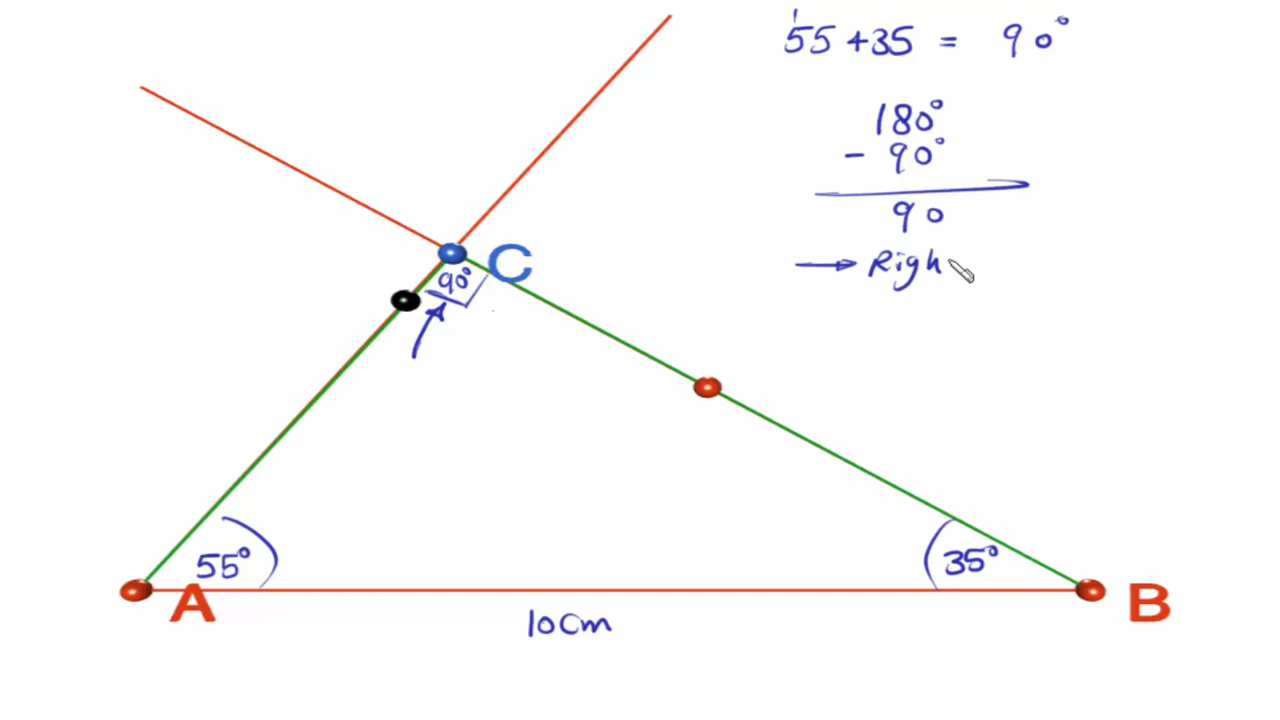 55 + 35 = 90°
180°
- 90°
90
→ Righ
C
90°
55°
35°
A
B
10cm